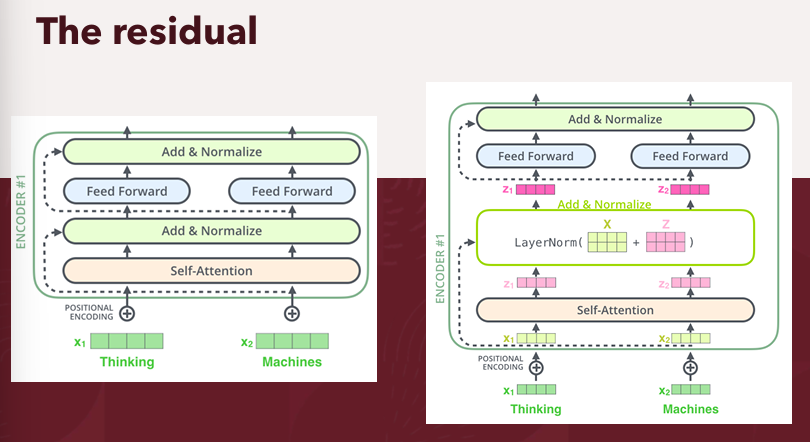 The residual
ENCODER #1
Add & Normalize
Feed Forward
Feed Forward
Add & Normalize
Self-Attention
POSITIONAL
ENCODING
x1
x2
Thinking
Machines
ENCODER #1
Add & Normalize
Feed Forward
Feed Forward
z1
z2
Add & Normalize
X
Z
LayerNorm( + )
z1
z2
Self-Attention
x1
x2
POSITIONAL
ENCODING
x1
x2
Thinking
Machines